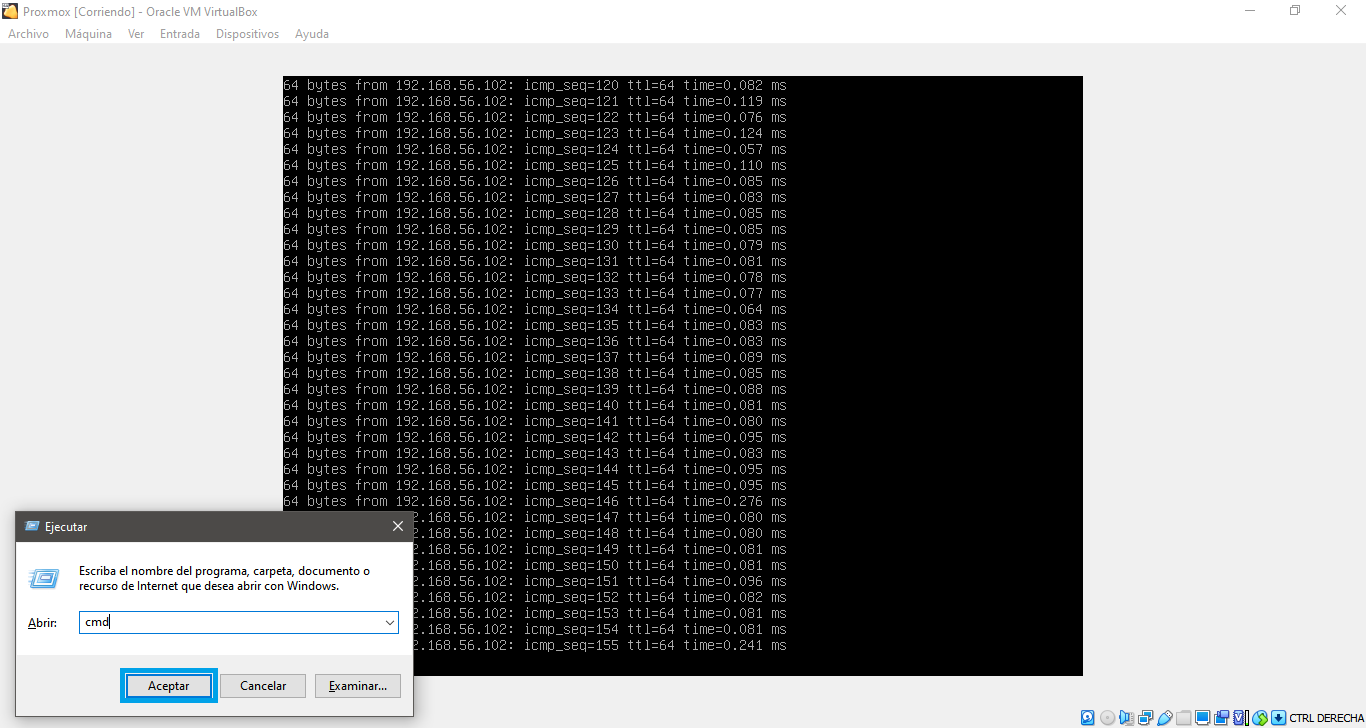 Proxmox [Corriendo] - Oracle VM VirtualBox
Archivo Máquina Ver Entrada Dispositivos Ayuda
64 bytes from 192.168.56.102: icmp_seq=120 ttl=64 time=0.082 ms
64 bytes from 192.168.56.102: icmp_seq=121 ttl=64 time=0.119 ms
64 bytes from 192.168.56.102: icmp_seq=122 ttl=64 time=0.076 ms
64 bytes from 192.168.56.102: icmp_seq=123 ttl=64 time=0.124 ms
64 bytes from 192.168.56.102: icmp_seq=124 ttl=64 time=0.057 ms
64 bytes from 192.168.56.102: icmp_seq=125 ttl=64 time=0.110 ms
64 bytes from 192.168.56.102: icmp_seq=126 ttl=64 time=0.085 ms
64 bytes from 192.168.56.102: icmp_seq=127 ttl=64 time=0.083 ms
64 bytes from 192.168.56.102: icmp_seq=128 ttl=64 time=0.085 ms
64 bytes from 192.168.56.102: icmp_seq=129 ttl=64 time=0.085 ms
64 bytes from 192.168.56.102: icmp_seq=130 ttl=64 time=0.079 ms
64 bytes from 192.168.56.102: icmp_seq=131 ttl=64 time=0.081 ms
64 bytes from 192.168.56.102: icmp_seq=132 ttl=64 time=0.078 ms
64 bytes from 192.168.56.102: icmp_seq=133 ttl=64 time=0.077 ms
64 bytes from 192.168.56.102: icmp_seq=134 ttl=64 time=0.064 ms
64 bytes from 192.168.56.102: icmp_seq=135 ttl=64 time=0.083 ms
64 bytes from 192.168.56.102: icmp_seq=136 ttl=64 time=0.083 ms
64 bytes from 192.168.56.102: icmp_seq=137 ttl=64 time=0.089 ms
64 bytes from 192.168.56.102: icmp_seq=138 ttl=64 time=0.085 ms
64 bytes from 192.168.56.102: icmp_seq=139 ttl=64 time=0.088 ms
64 bytes from 192.168.56.102: icmp_seq=140 ttl=64 time=0.081 ms
64 bytes from 192.168.56.102: icmp_seq=141 ttl=64 time=0.080 ms
64 bytes from 192.168.56.102: icmp_seq=142 ttl=64 time=0.095 ms
64 bytes from 192.168.56.102: icmp_seq=143 ttl=64 time=0.083 ms
64 bytes from 192.168.56.102: icmp_seq=144 ttl=64 time=0.095 ms
64 bytes from 192.168.56.102: icmp_seq=145 ttl=64 time=0.095 ms
64 bytes from 192.168.56.102: icmp_seq=146 ttl=64 time=0.276 ms
2.168.56.102: icmp_seq=147 ttl=64 time=0.080 ms
2.168.56.102: icmp_seq=148 ttl=64 time=0.080 ms
2.168.56.102: icmp_seq=149 ttl=64 time=0.081 ms
2.168.56.102: icmp_seq=150 ttl=64 time=0.081 ms
2.168.56.102: icmp_seq=151 ttl=64 time=0.096 ms
2.168.56.102: icmp_seq=152 ttl=64 time=0.082 ms
2.168.56.102: icmp_seq=153 ttl=64 time=0.081 ms
2.168.56.102: icmp_seq=154 ttl=64 time=0.081 ms
2.168.56.102: icmp_seq=155 ttl=64 time=0.241 ms
Ejecutar
Escriba el nombre del programa, carpeta, documento o
recurso de Internet que desea abrir con Windows.
Abrir: cmd
Aceptar Cancelar Examinar...
CTRL DERECHA